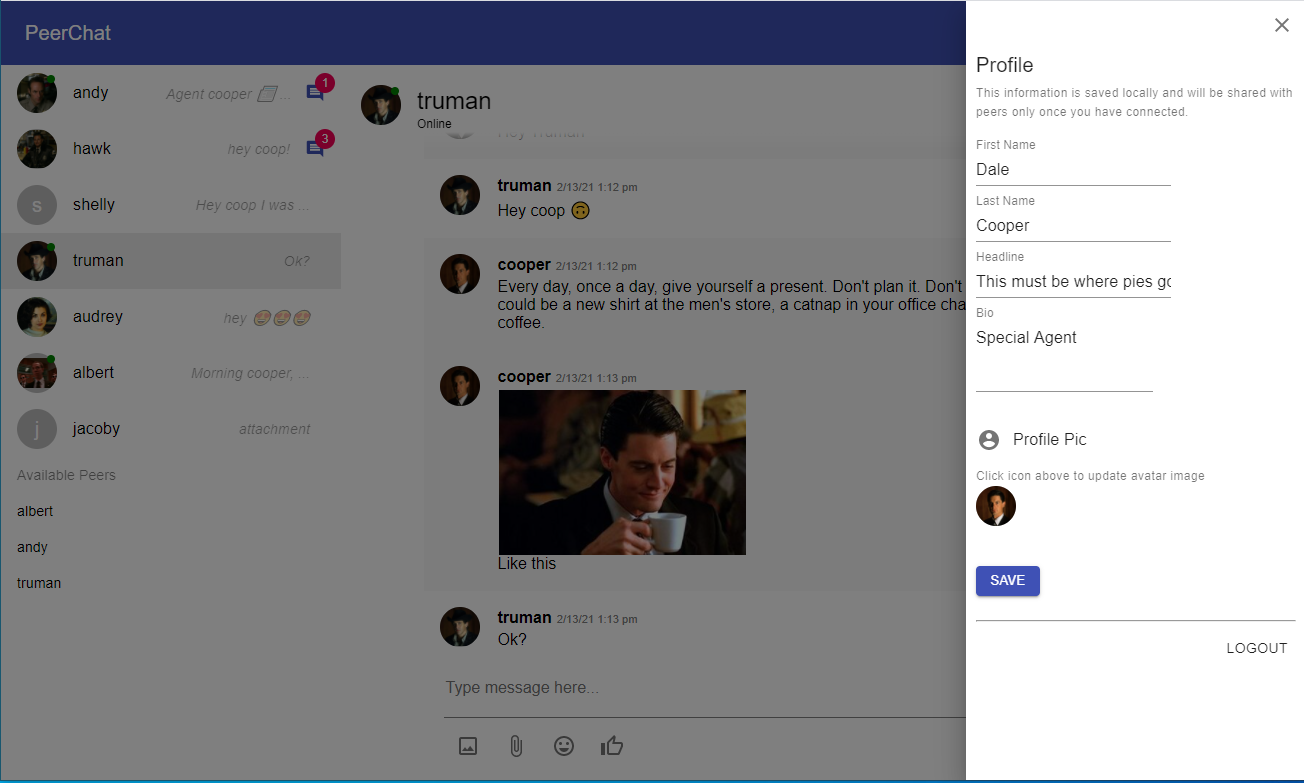 PeerChat
andy
Agent cooper 🗒️ ...
1
hawk
hey coop!
3
s
shelly
Hey coop I was ...
truman
Ok?
audrey
hey 🥰🥰🥰
albert
Morning cooper, ...
j
jacoby
attachment
Available Peers
albert
andy
truman
truman
Online
Hey Truman
truman 2/13/21 1:12 pm
Hey coop 🙃
cooper 2/13/21 1:12 pm
Every day, once a day, give yourself a present. Don't plan it. Don't
could be a new shirt at the men's store, a catnap in your office cha
coffee.
cooper 2/13/21 1:13 pm
Like this
truman 2/13/21 1:13 pm
Ok?
Type message here...
Profile
This information is saved locally and will be shared with
peers only once you have connected.
First Name
Dale
Last Name
Cooper
Headline
This must be where pies go
Bio
Special Agent
Profile Pic
Click icon above to update avatar image
SAVE
LOGOUT